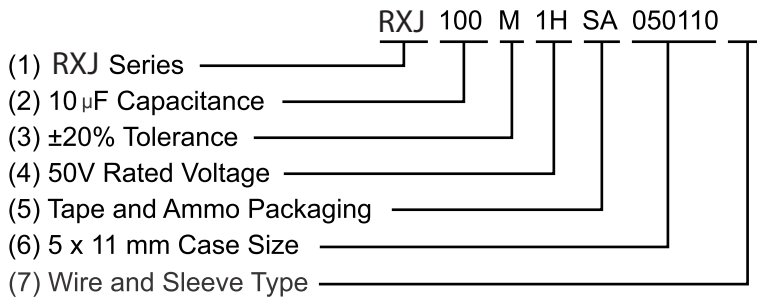 RXJ 100 M 1H SA 050110
(1) RXJ Series
(2) 10 µF Capacitance
(3) ±20% Tolerance
(4) 50V Rated Voltage
(5) Tape and Ammo Packaging
(6) 5 x 11 mm Case Size
(7) Wire and Sleeve Type